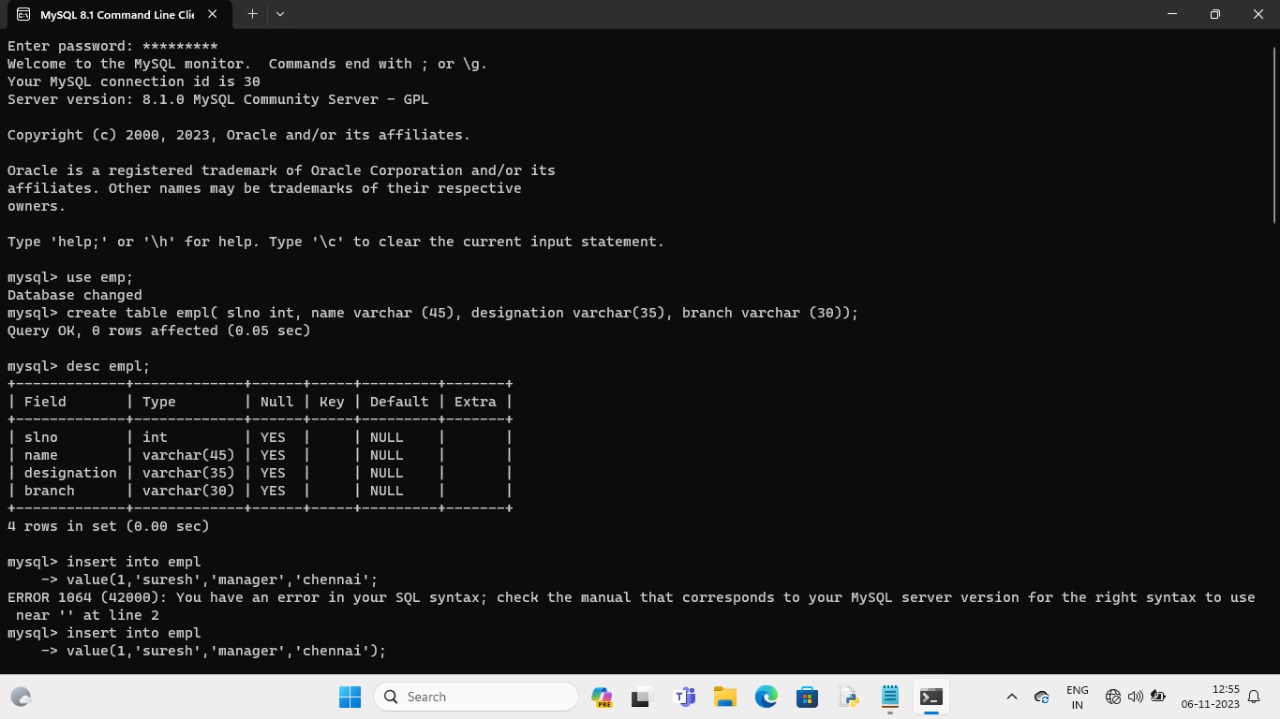 MySQL 8.1 Command Line Clie
Enter password: *********
Welcome to the MySQL monitor.  Commands end with ; or \g.
Your MySQL connection id is 30
Server version: 8.1.0 MySQL Community Server - GPL
Copyright (c) 2000, 2023, Oracle and/or its affiliates.
Oracle is a registered trademark of Oracle Corporation and/or its
affiliates. Other names may be trademarks of their respective
owners.
Type 'help;' or '\h' for help. Type '\c' to clear the current input statement.
mysql> use emp;
Database changed
mysql> create table empl( slno int, name varchar (45), designation varchar(35), branch varchar (30));
Query OK, 0 rows affected (0.05 sec)
mysql> desc empl;
+-------------+-------------+------+-----+---------+-------+
| Field       | Type        | Null | Key | Default | Extra |
+-------------+-------------+------+-----+---------+-------+
| slno        | int         | YES  |     | NULL    |       |
| name        | varchar(45) | YES  |     | NULL    |       |
| designation | varchar(35) | YES  |     | NULL    |       |
| branch      | varchar(30) | YES  |     | NULL    |       |
+-------------+-------------+------+-----+---------+-------+
4 rows in set (0.00 sec)
mysql> insert into empl
    -> value(1,'suresh','manager','chennai';
ERROR 1064 (42000): You have an error in your SQL syntax; check the manual that corresponds to your MySQL server version for the right syntax to use
 near '' at line 2
mysql> insert into empl
    -> value(1,'suresh','manager','chennai');
Search
PRE
ENG
IN
12:55
06-11-2023